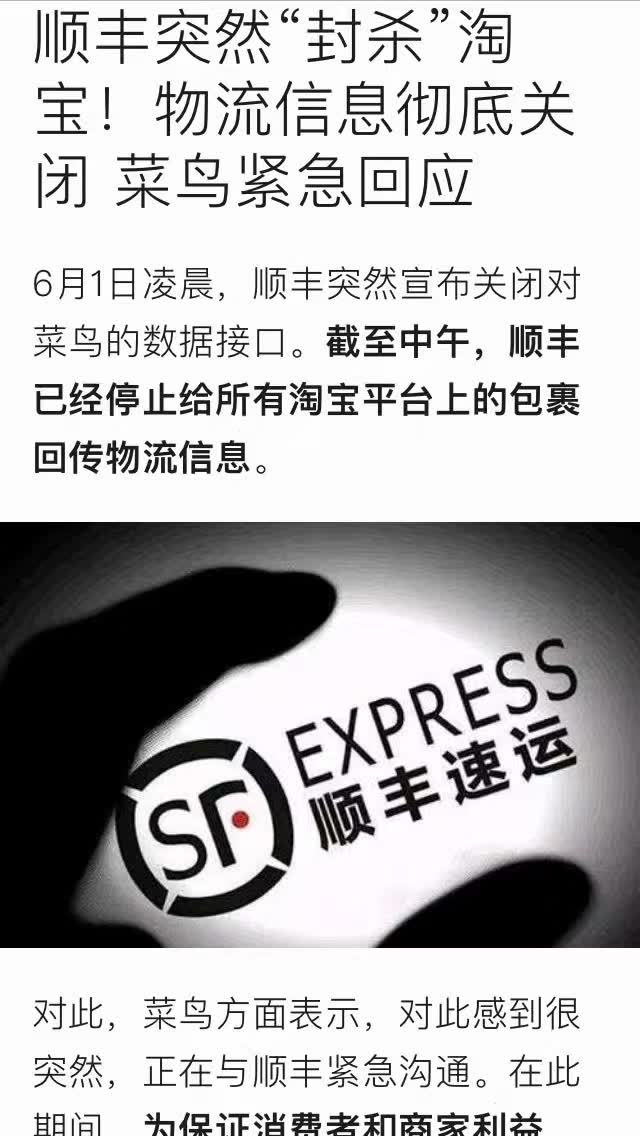 顺丰突然“封杀”淘
宝！物流信息彻底关
闭 菜鸟紧急回应
6月1日凌晨，顺丰突然宣布关闭对
菜鸟的数据接口。截至中午，顺丰
已经停止给所有淘宝平台上的包裹
回传物流信息。
SF EXPRESS
顺丰速运
对此，菜鸟方面表示，对此感到很
突然，正在与顺丰紧急沟通。在此
期间，为保证消费者和商家利益